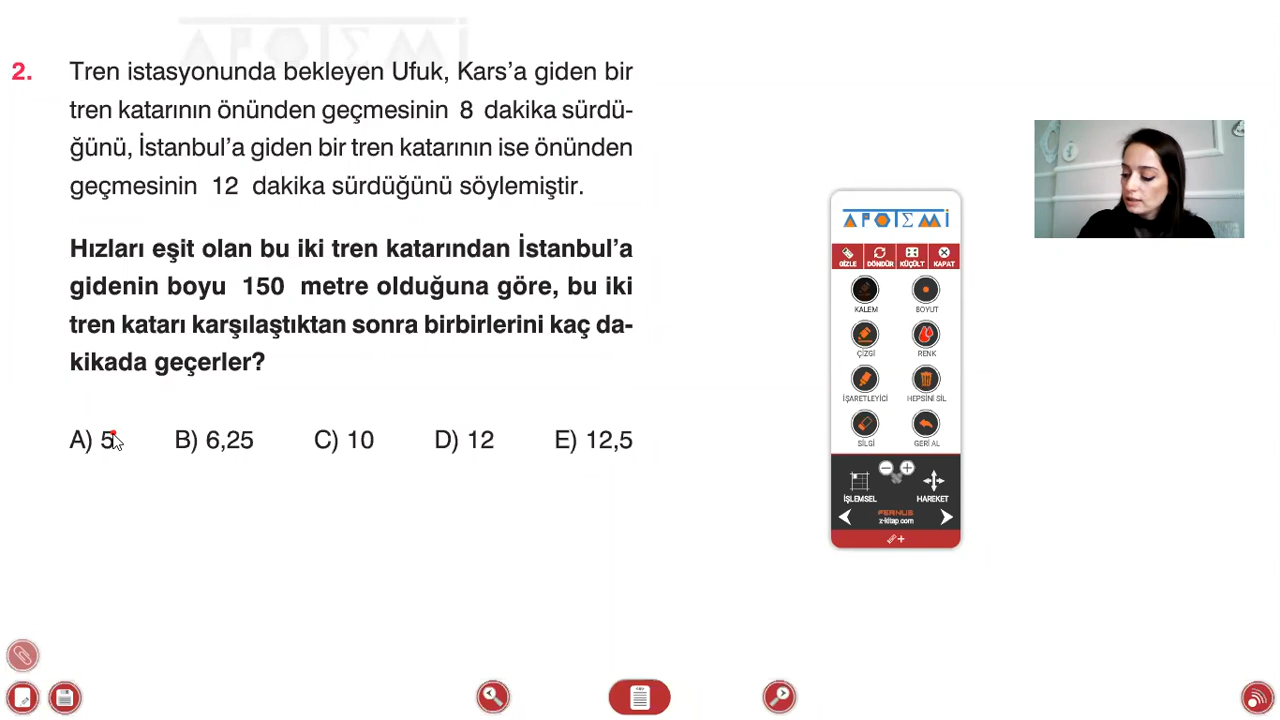 APOTEMİ
2. Tren istasyonunda bekleyen Ufuk, Kars’a giden bir
tren katarının önünden geçmesinin 8 dakika sürdü-
ğünü, İstanbul’a giden bir tren katarının ise önünden
geçmesinin 12 dakika sürdüğünü söylemiştir.
Hızları eşit olan bu iki tren katarından İstanbul’a
gidenin boyu 150 metre olduğuna göre, bu iki
tren katarı karşılaştıktan sonra birbirlerini kaç da-
kikada geçerler?
A) 5 B) 6,25 C) 10 D) 12 E) 12,5
APOTEMİ
GİZLE DÖNDÜR KÜÇÜLT KAPAT
KALEM BOYUT
ÇİZGİ RENK
İŞARETLEYİCİ HEPSİNİ SİL
SİLGİ GERİ AL
İŞLEMSEL HAREKET
FERNUS
z-kitap.com